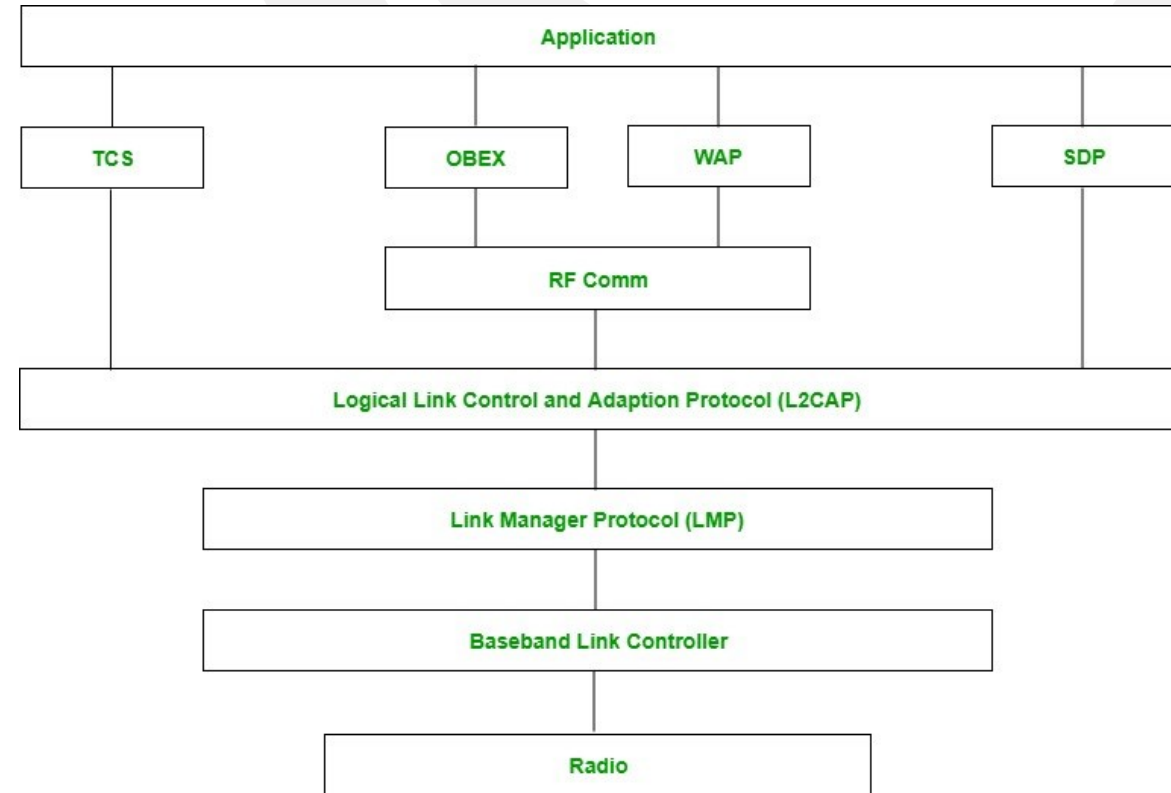 Application
TCS
OBEX
WAP
SDP
RF Comm
Logical Link Control and Adaption Protocol (L2CAP)
Link Manager Protocol (LMP)
Baseband Link Controller
Radio